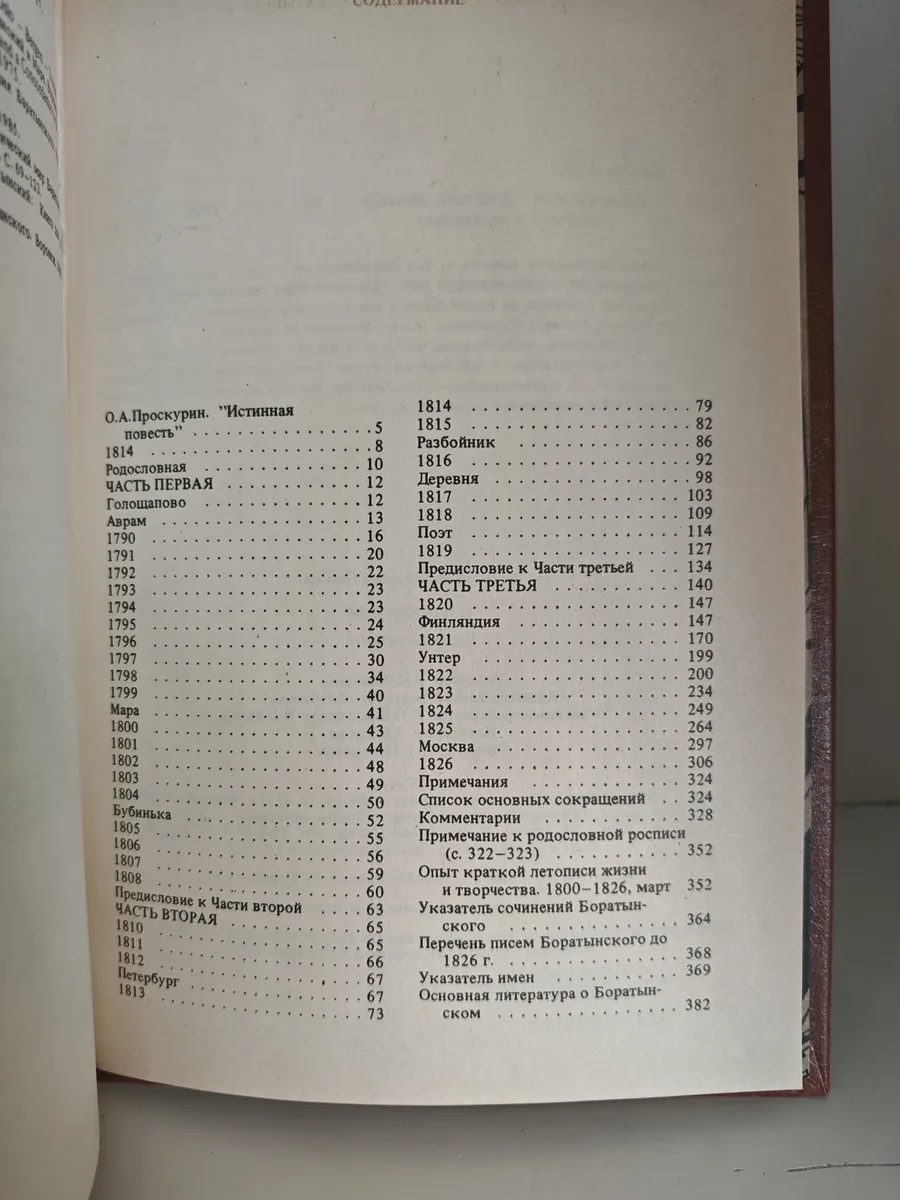 СОДЕРЖАНИЕ
1975.
1985.
С. 69–133.
О.А.Проскурин. "Истинная
повесть" . . . . . . . . . . . . . . . . 5
1814 . . . . . . . . . . . . . . . . 8
Родословная . . . . . . . . . . . . . . . . 10
ЧАСТЬ ПЕРВАЯ . . . . . . . . . . . . . . . . 12
Голощапово . . . . . . . . . . . . . . . . 12
Аврам . . . . . . . . . . . . . . . . 13
1790 . . . . . . . . . . . . . . . . 16
1791 . . . . . . . . . . . . . . . . 20
1792 . . . . . . . . . . . . . . . . 22
1793 . . . . . . . . . . . . . . . . 23
1794 . . . . . . . . . . . . . . . . 23
1795 . . . . . . . . . . . . . . . . 24
1796 . . . . . . . . . . . . . . . . 25
1797 . . . . . . . . . . . . . . . . 30
1798 . . . . . . . . . . . . . . . . 34
1799 . . . . . . . . . . . . . . . . 40
Мара . . . . . . . . . . . . . . . . 41
1800 . . . . . . . . . . . . . . . . 43
1801 . . . . . . . . . . . . . . . . 44
1802 . . . . . . . . . . . . . . . . 48
1803 . . . . . . . . . . . . . . . . 49
1804 . . . . . . . . . . . . . . . . 50
Бубинька . . . . . . . . . . . . . . . . 52
1805 . . . . . . . . . . . . . . . . 55
1806 . . . . . . . . . . . . . . . . 56
1807 . . . . . . . . . . . . . . . . 59
1808 . . . . . . . . . . . . . . . . 60
Предисловие к Части второй . . . . 63
ЧАСТЬ ВТОРАЯ . . . . . . . . . . . . . . . . 65
1810 . . . . . . . . . . . . . . . . 65
1811 . . . . . . . . . . . . . . . . 66
1812 . . . . . . . . . . . . . . . . 67
Петербург . . . . . . . . . . . . . . . . 67
1813 . . . . . . . . . . . . . . . . 73
1814 . . . . . . . . . . . . . . . . 79
1815 . . . . . . . . . . . . . . . . 82
Разбойник . . . . . . . . . . . . . . . . 86
1816 . . . . . . . . . . . . . . . . 92
Деревня . . . . . . . . . . . . . . . . 98
1817 . . . . . . . . . . . . . . . . 103
1818 . . . . . . . . . . . . . . . . 109
Поэт . . . . . . . . . . . . . . . . 114
1819 . . . . . . . . . . . . . . . . 127
Предисловие к Части третьей . . . 134
ЧАСТЬ ТРЕТЬЯ . . . . . . . . . . . 140
1820 . . . . . . . . . . . . . . . . 147
Финляндия . . . . . . . . . . . . . 147
1821 . . . . . . . . . . . . . . . . 170
Унтер . . . . . . . . . . . . . . . . 199
1822 . . . . . . . . . . . . . . . . 200
1823 . . . . . . . . . . . . . . . . 234
1824 . . . . . . . . . . . . . . . . 249
1825 . . . . . . . . . . . . . . . . 264
Москва . . . . . . . . . . . . . . . 297
1826 . . . . . . . . . . . . . . . . 306
Примечания . . . . . . . . . . . . 324
Список основных сокращений . . 324
Комментарии . . . . . . . . . . . . 328
Примечание к родословной росписи
(с. 322–323) . . . . . . . . . . . 352
Опыт краткой летописи жизни
и творчества. 1800–1826, март 352
Указатель сочинений Боратын-
ского . . . . . . . . . . . . . . 364
Перечень писем Боратынского до
1826 г. . . . . . . . . . . . . . . . 368
Указатель имен . . . . . . . . . . 369
Основная литература о Боратын-
ском . . . . . . . . . . . . . . . . 382